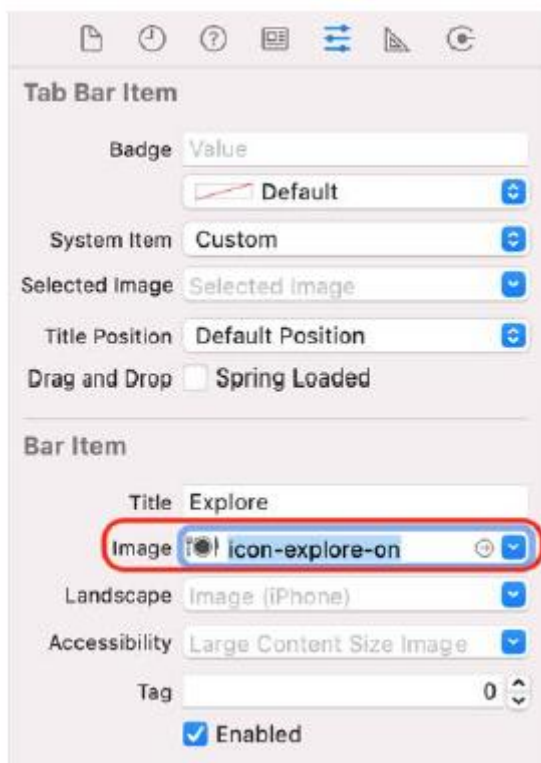 Tab Bar Item
Badge Value
Default
System Item Custom
Selected Image Selected Image
Title Position Default Position
Drag and Drop Spring Loaded
Bar Item
Title Explore
Image icon-explore-on
Landscape Image (iPhone)
Accessibility Large Content Size Image
Tag 0
Enabled